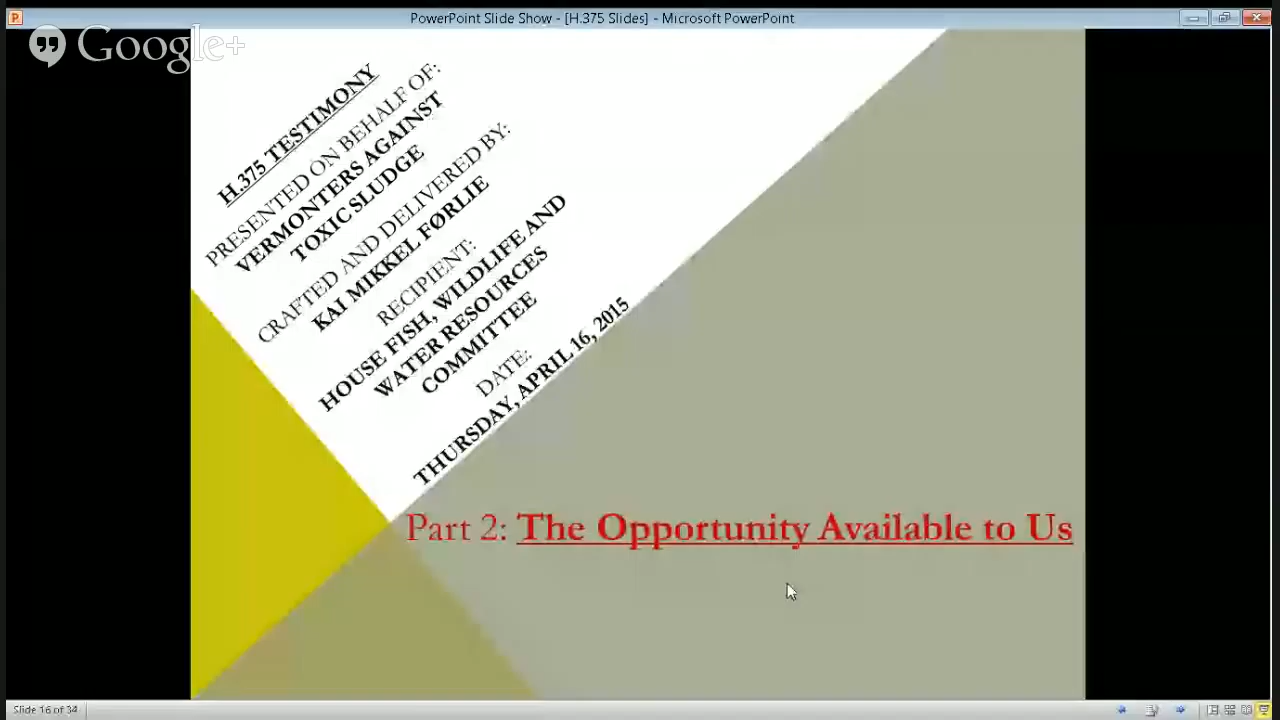 PowerPoint Slide Show - [H.375 Slides] - Microsoft PowerPoint
Google+
H.375 TESTIMONY
PRESENTED ON BEHALF OF:
VERMONTERS AGAINST
TOXIC SLUDGE
CRAFTED AND DELIVERED BY:
KAI MIKKEL FØRLIE
RECIPIENT:
HOUSE FISH, WILDLIFE AND
WATER RESOURCES
COMMITTEE
DATE:
THURSDAY, APRIL 16, 2015
Part 2: The Opportunity Available to Us
Slide 16 of 34